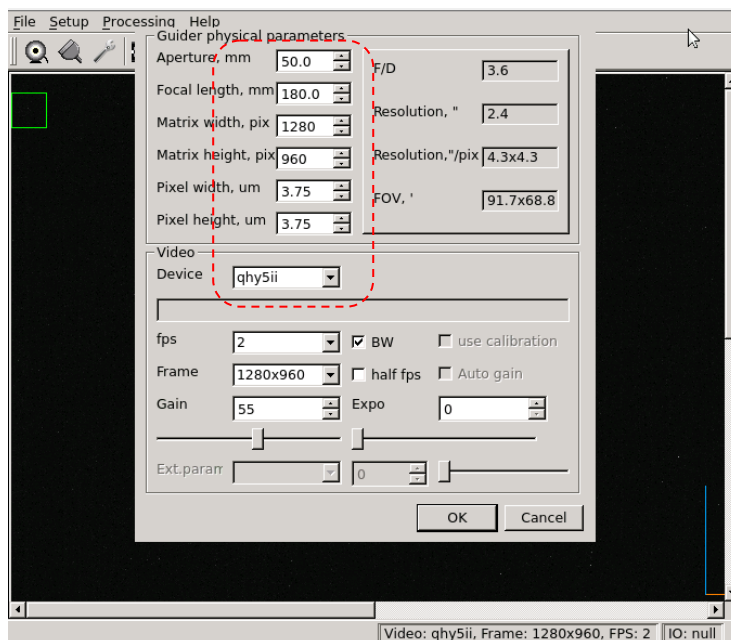 File Setup Processing Help
Guider physical parameters
Aperture, mm 50.0
Focal length, mm 180.0
Matrix width, pix 1280
Matrix height, pix 960
Pixel width, um 3.75
Pixel height, um 3.75
F/D 3.6
Resolution, " 2.4
Resolution,"/pix 4.3x4.3
FOV, ' 91.7x68.8
Video
Device qhy5ii
fps 2 BW use calibration
Frame 1280x960 half fps Auto gain
Gain 55 Expo 0
Ext.param 0
OK Cancel
Video: qhy5ii, Frame: 1280x960, FPS: 2 IO: null